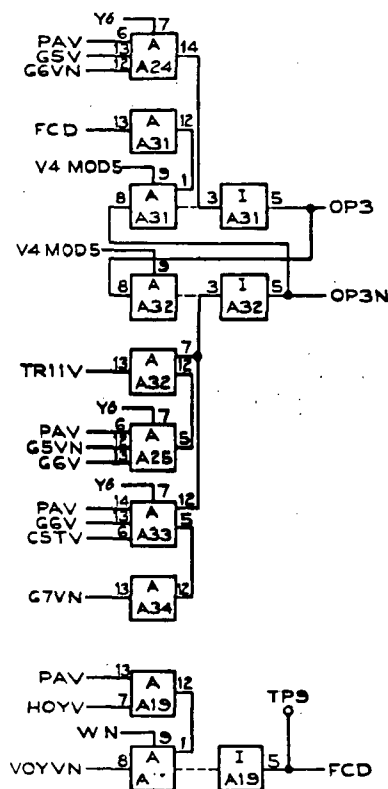 Y6
7
PAV 6 A 14
G5V 13
G6VN 12 A24
FCD 13 A 12
A31
V4 MOD5 9
8 A 1 3 I 5 OP3
A31 A31
V4 MOD5 9
8 A 3 I 5 OP3N
A32 A32
TR11V 13 A 7
A32 12
Y6 7
PAV 6 A
G5VN 12 5
G6V 13 A25
Y6 7
PAV 14 A 12
G6V 13 5
C5TV 6 A33
G7VN 13 A 12
A34
PAV 13 A 12
HOYV 7 A19
TP9
WN 9
VOYVN 8 A 1 I 5 FCD
A19